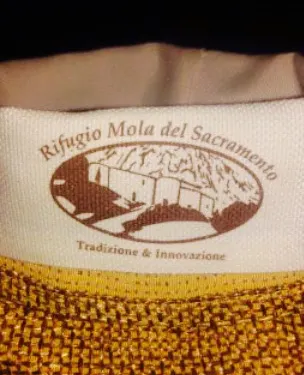 Rifugio Mola del Sacramento
Tradizione & Innovazione